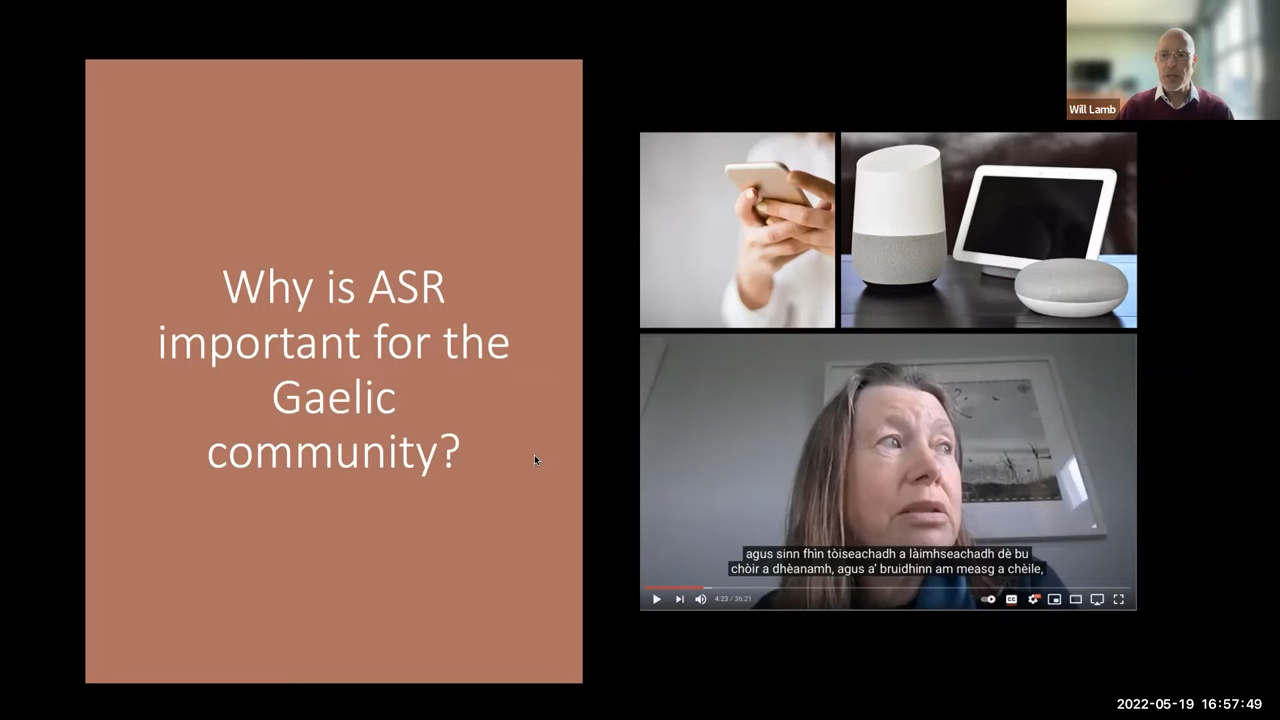 Will Lamb
Why is ASR
important for the
Gaelic
community?
agus sinn fhìn tòiseachadh a làimhseachadh dè bu
chòir a dhèanamh, agus a’ bruidhinn am measg a chèile,
4:23 / 36:21
CC
2022-05-19 16:57:49